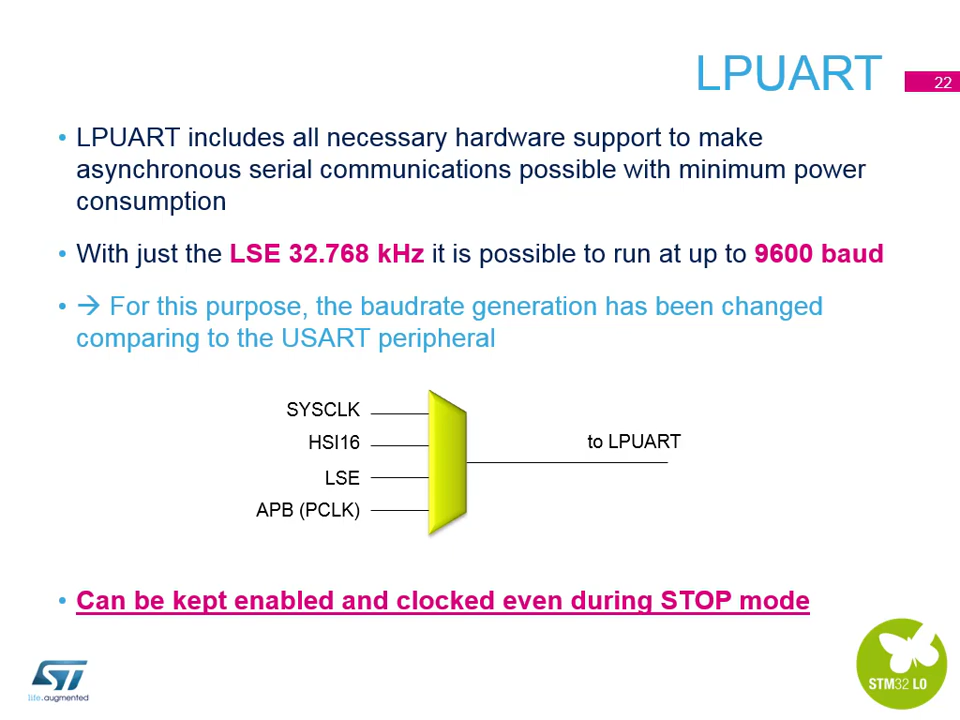 LPUART
22
• LPUART includes all necessary hardware support to make
asynchronous serial communications possible with minimum power
consumption
• With just the LSE 32.768 kHz it is possible to run at up to 9600 baud
• → For this purpose, the baudrate generation has been changed
comparing to the USART peripheral
SYSCLK
HSI16
LSE
APB (PCLK)
to LPUART
• Can be kept enabled and clocked even during STOP mode
ST
life.augmented
STM32 L0